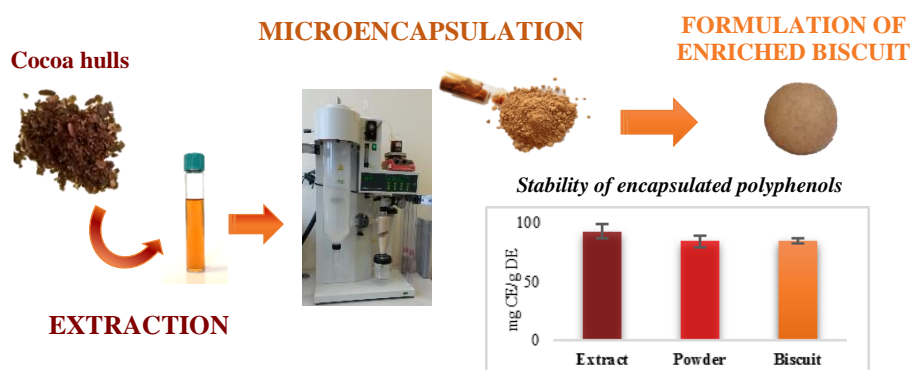 MICROENCAPSULATION
FORMULATION OF
ENRICHED BISCUIT
Cocoa hulls
EXTRACTION
Stability of encapsulated polyphenols
100
50
0
mg CE/g DE
Extract
Powder
Biscuit